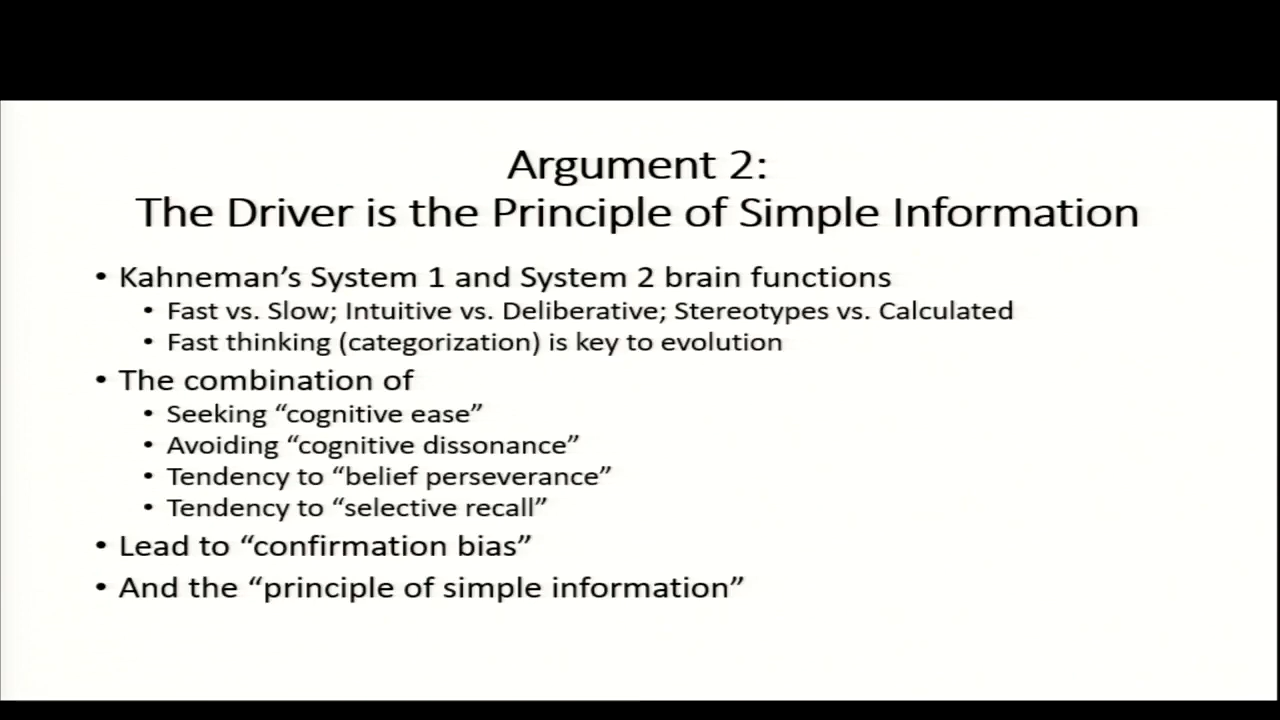 Argument 2:
The Driver is the Principle of Simple Information
• Kahneman’s System 1 and System 2 brain functions
• Fast vs. Slow; Intuitive vs. Deliberative; Stereotypes vs. Calculated
• Fast thinking (categorization) is key to evolution
• The combination of
• Seeking “cognitive ease”
• Avoiding “cognitive dissonance”
• Tendency to “belief perseverance”
• Tendency to “selective recall”
• Lead to “confirmation bias”
• And the “principle of simple information”